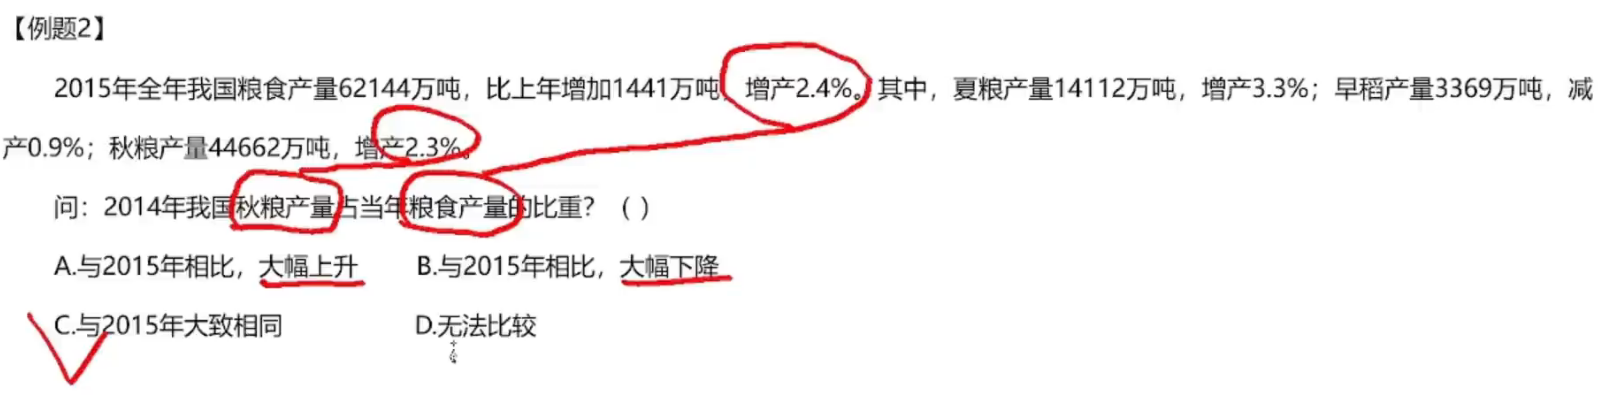 【例题2】
2015年全年我国粮食产量62144万吨，比上年增加1441万吨，增产2.4%。其中，夏粮产量14112万吨，增产3.3%；早稻产量3369万吨，减
产0.9%；秋粮产量44662万吨，增产2.3%。
问：2014年我国秋粮产量占当年粮食产量的比重？（ ）
A.与2015年相比，大幅上升 B.与2015年相比，大幅下降
C.与2015年大致相同 D.无法比较